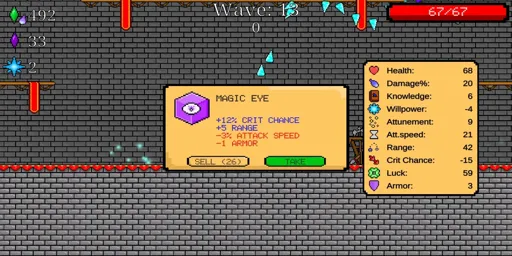 192
Wave: 13
67/67
33
0
2
MAGIC EYE
+12% CRIT CHANCE
+5 RANGE
-3% ATTACK SPEED
-1 ARMOR
SELL (26)
TAKE
Health: 68
Damage%: 20
Knowledge: 6
Willpower: -4
Attunement: 9
Att.speed: 21
Range: 42
Crit Chance: -15
Luck: 59
Armor: 3